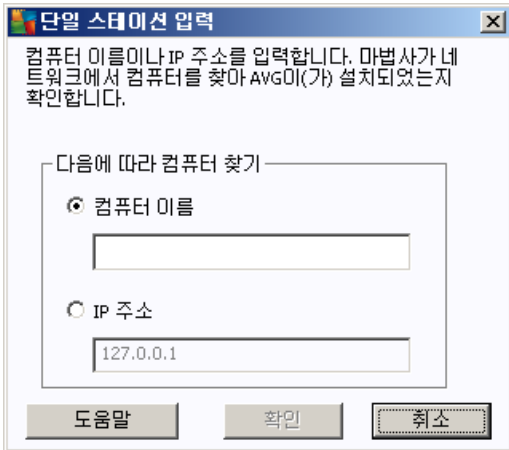 단일 스테이션 입력
컴퓨터 이름이나 IP 주소를 입력합니다. 마법사가 네
트워크에서 컴퓨터를 찾아 AVG이(가) 설치되었는지
확인합니다.
다음에 따라 컴퓨터 찾기
컴퓨터 이름
IP 주소
127.0.0.1
도움말 확인 취소